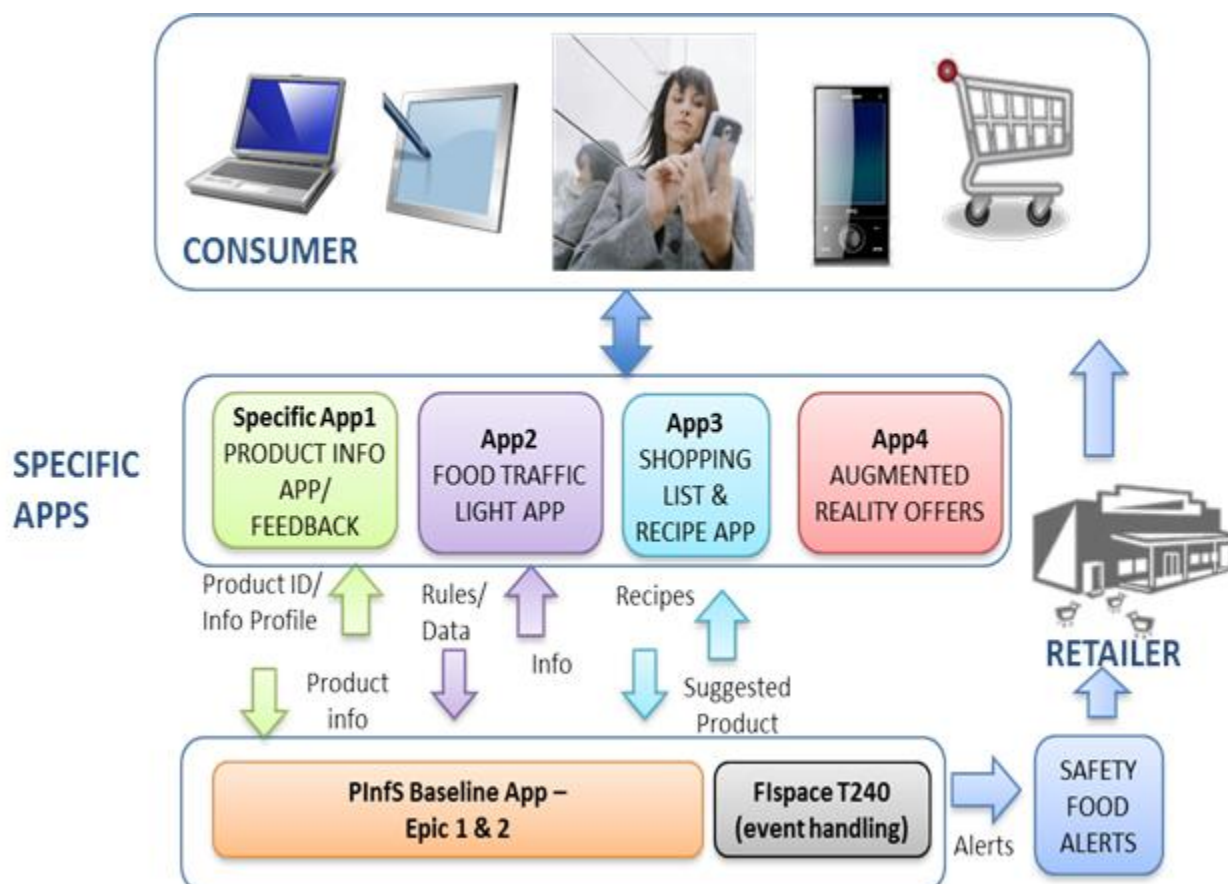 CONSUMER
SPECIFIC
APPS
Specific App1
PRODUCT INFO
APP/
FEEDBACK
App2
FOOD TRAFFIC
LIGHT APP
App3
SHOPPING
LIST &
RECIPE APP
App4
AUGMENTED
REALITY OFFERS
Product ID/
Info Profile
Product
info
Rules/
Data
Info
Recipes
Suggested
Product
RETAILER
PInfS Baseline App –
Epic 1 & 2
FIspace T240
(event handling)
Alerts
SAFETY
FOOD
ALERTS